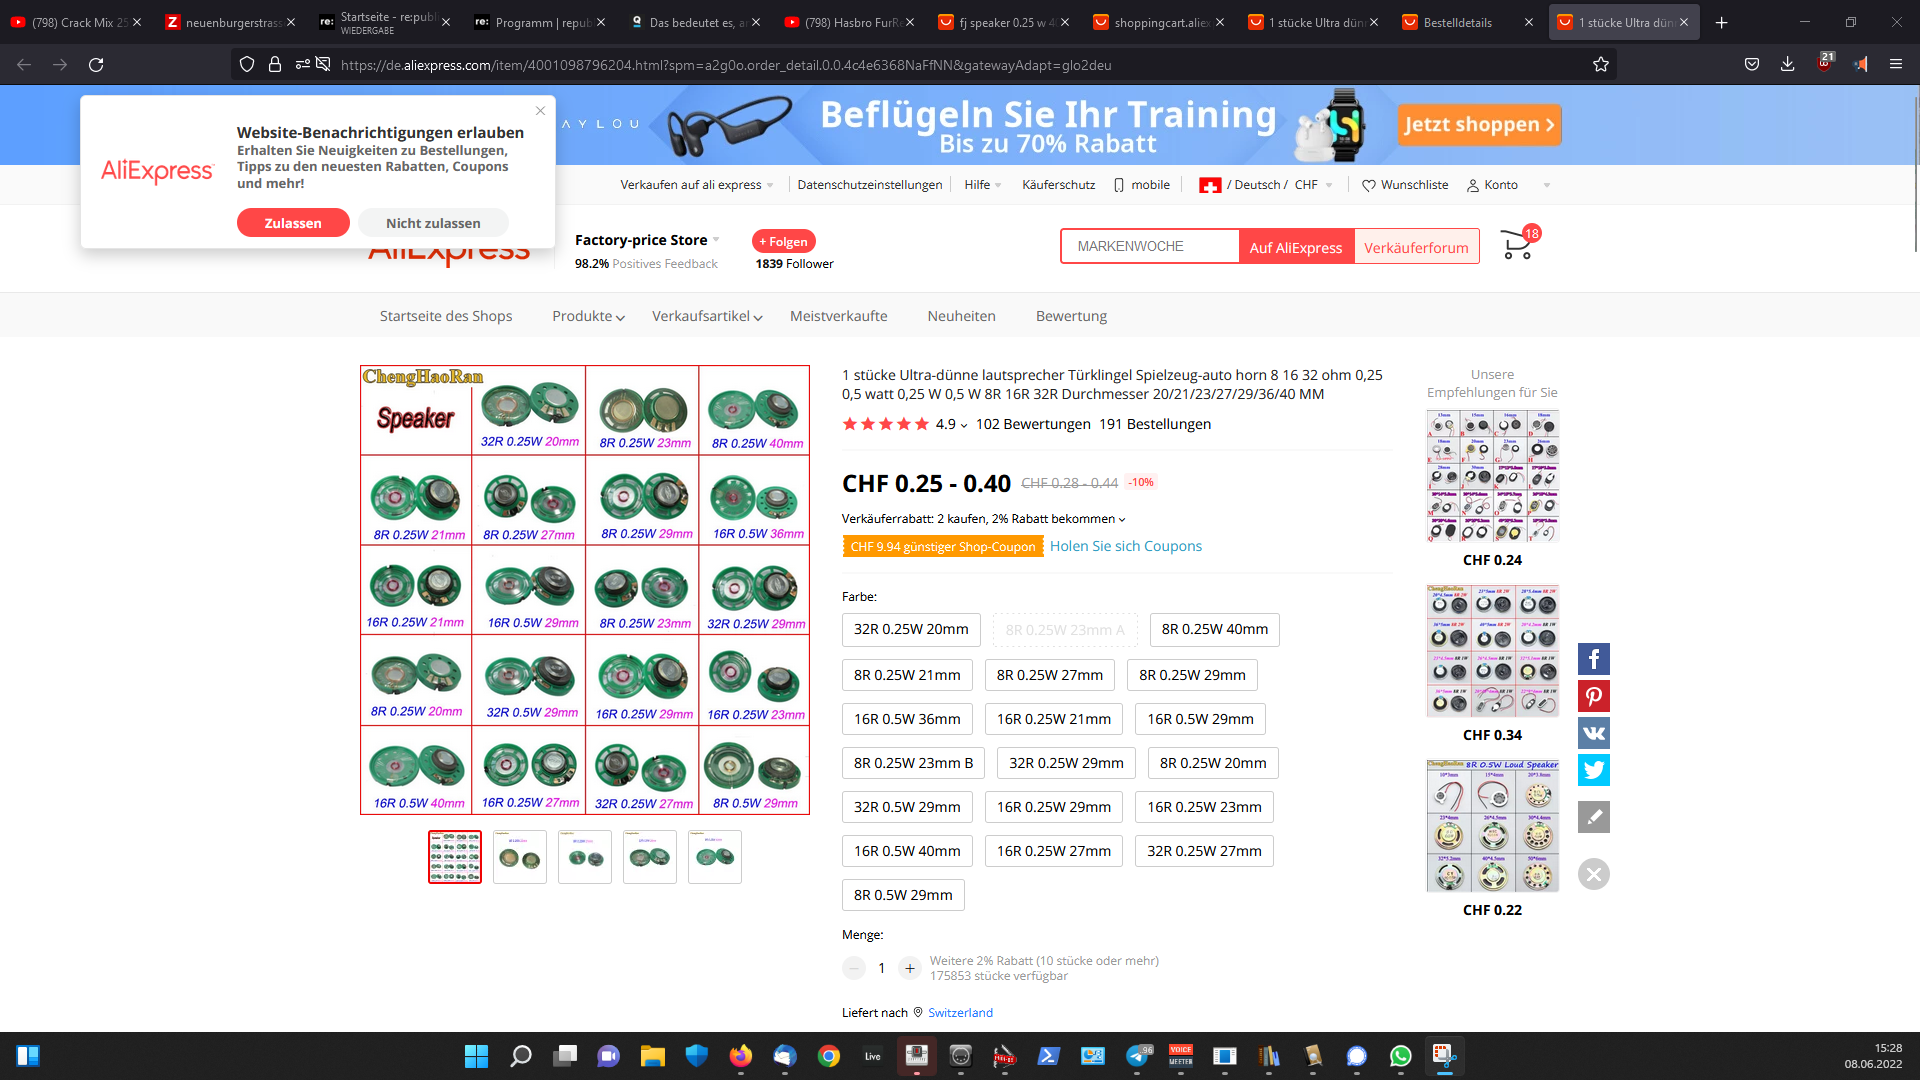 (798) Crack Mix 25
neuenburgerstrass
Startseite - re:publ
WIEDERGABE
Programm | republ
Das bedeutet es, an
(798) Hasbro FurRe
fj speaker 0.25 w 40
shoppingcart.aliex
1 stücke Ultra dünn
Bestelldetails
1 stücke Ultra dünn
https://de.aliexpress.com/item/4001098796204.html?spm=a2g0o.order_detail.0.0.4c4e6368NaFfNN&gatewayAdapt=glo2deu
21
AYLOU
Beflügeln Sie Ihr Training
Bis zu 70% Rabatt
Jetzt shoppen
AliExpress
Website-Benachrichtigungen erlauben
Erhalten Sie Neuigkeiten zu Bestellungen,
Tipps zu den neuesten Rabatten, Coupons
und mehr!
Zulassen
Nicht zulassen
Verkaufen auf ali express
Datenschutzeinstellungen
Hilfe
Käuferschutz
mobile
/ Deutsch / CHF
Wunschliste
Konto
AliExpress
Factory-price Store
98.2% Positives Feedback
+ Folgen
1839 Follower
MARKENWOCHE
Auf AliExpress
Verkäuferforum
18
Startseite des Shops
Produkte
Verkaufsartikel
Meistverkaufte
Neuheiten
Bewertung
ChengHaoRan
Speaker
32R 0.25W 20mm
8R 0.25W 23mm
8R 0.25W 40mm
8R 0.25W 21mm
8R 0.25W 27mm
8R 0.25W 29mm
16R 0.5W 36mm
16R 0.25W 21mm
16R 0.5W 29mm
8R 0.25W 23mm
32R 0.25W 29mm
8R 0.25W 20mm
32R 0.5W 29mm
16R 0.25W 29mm
16R 0.25W 23mm
16R 0.5W 40mm
16R 0.25W 27mm
32R 0.25W 27mm
8R 0.5W 29mm
1 stücke Ultra-dünne lautsprecher Türklingel Spielzeug-auto horn 8 16 32 ohm 0,25
0,5 watt 0,25 W 0,5 W 8R 16R 32R Durchmesser 20/21/23/27/29/36/40 MM
4.9
102 Bewertungen
191 Bestellungen
CHF 0.25 - 0.40
CHF 0.28 - 0.44
-10%
Verkäuferrabatt: 2 kaufen, 2% Rabatt bekommen
CHF 9.94 günstiger Shop-Coupon
Holen Sie sich Coupons
Farbe:
32R 0.25W 20mm
8R 0.25W 23mm A
8R 0.25W 40mm
8R 0.25W 21mm
8R 0.25W 27mm
8R 0.25W 29mm
16R 0.5W 36mm
16R 0.25W 21mm
16R 0.5W 29mm
8R 0.25W 23mm B
32R 0.25W 29mm
8R 0.25W 20mm
32R 0.5W 29mm
16R 0.25W 29mm
16R 0.25W 23mm
16R 0.5W 40mm
16R 0.25W 27mm
32R 0.25W 27mm
8R 0.5W 29mm
Menge:
1
Weitere 2% Rabatt (10 stücke oder mehr)
175853 stücke verfügbar
Liefert nach
Switzerland
Unsere
Empfehlungen für Sie
CHF 0.24
CHF 0.34
8R 0.5W Loud Speaker
CHF 0.22
Live
96
VOICE
MEETER
15:28
08.06.2022